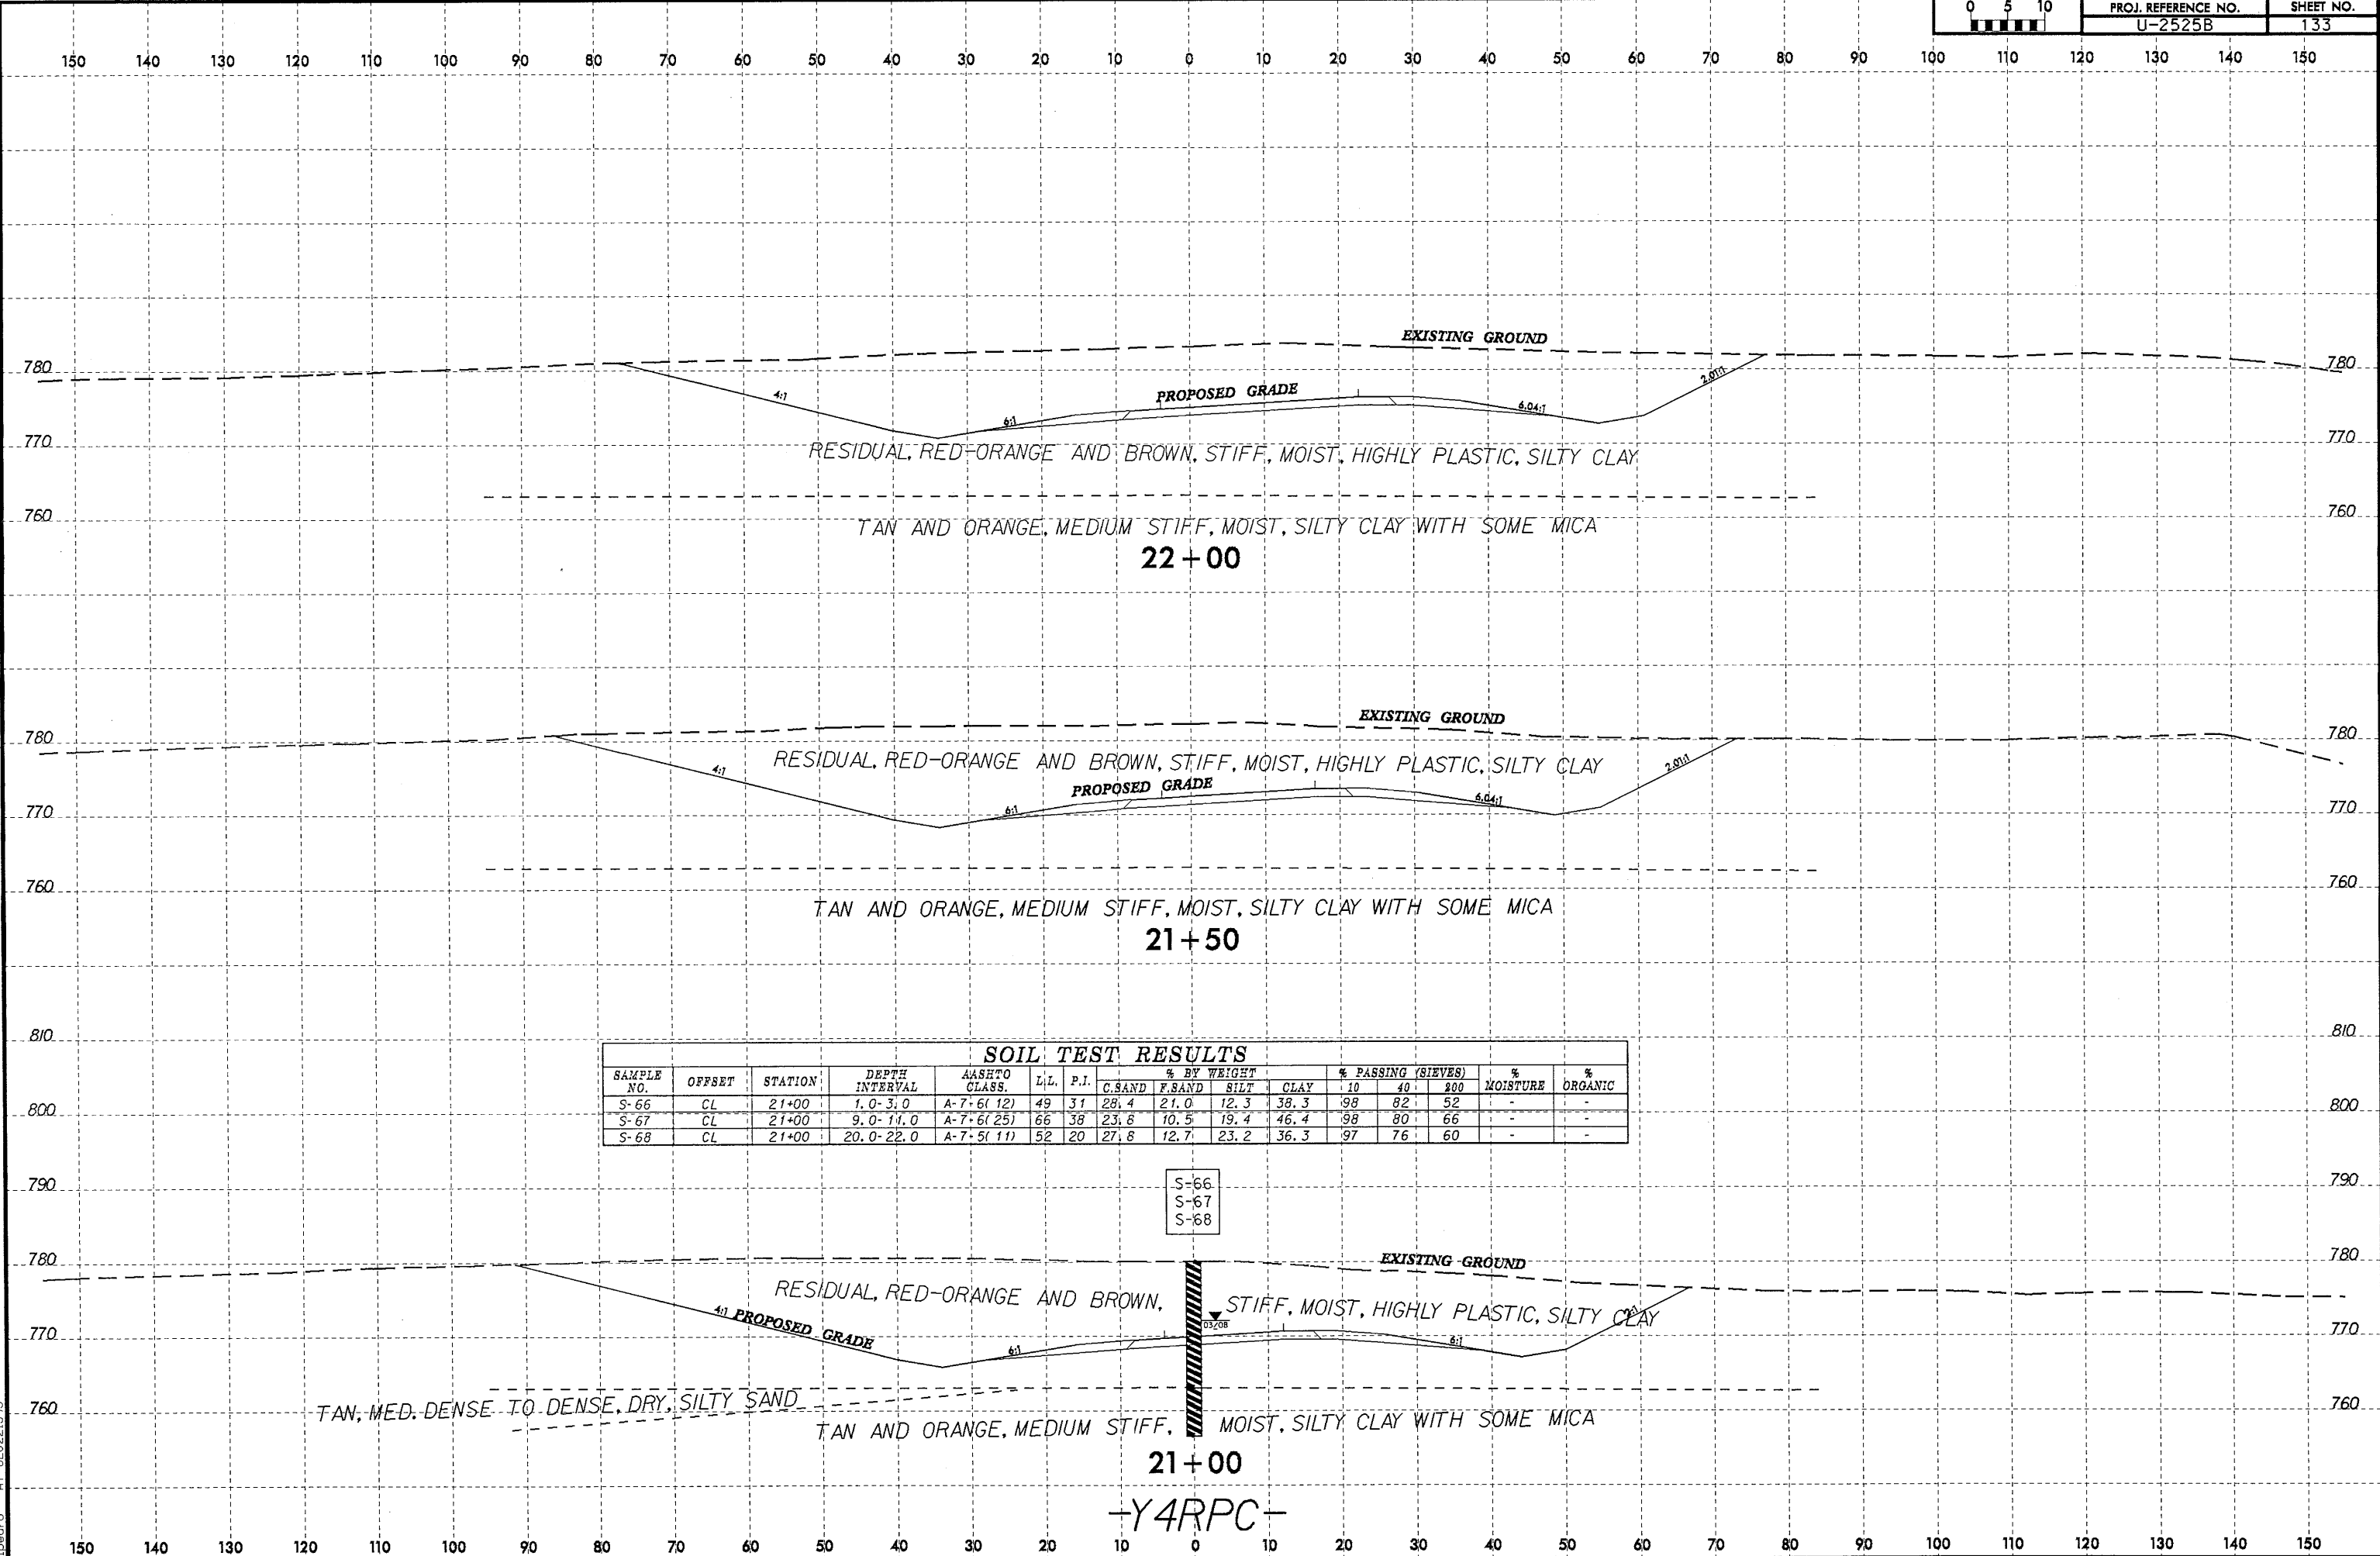 0 5 10
PROJ. REFERENCE NO. SHEET NO.
U-2525B 133
150 140 130 120 110 100 90 80 70 60 50 40 30 20 10 0 10 20 30 40 50 60 70 80 90 100 110 120 130 140 150
EXISTING GROUND
780 780
2.01:1
4:1 PROPOSED GRADE
6:1 6.04:1
770 770
RESIDUAL, RED-ORANGE AND BROWN, STIFF, MOIST, HIGHLY PLASTIC, SILTY CLAY
760 760
TAN AND ORANGE, MEDIUM STIFF, MOIST, SILTY CLAY WITH SOME MICA
22+00
EXISTING GROUND
780 780
RESIDUAL, RED-ORANGE AND BROWN, STIFF, MOIST, HIGHLY PLASTIC, SILTY CLAY
4:1 2.01:1
PROPOSED GRADE
6:1 6.04:1
770 770
760 760
TAN AND ORANGE, MEDIUM STIFF, MOIST, SILTY CLAY WITH SOME MICA
21+50
810 810
SOIL TEST RESULTS
SAMPLE NO. OFFSET STATION DEPTH INTERVAL AASHTO CLASS. L.L. P.I. % BY WEIGHT C.SAND F.SAND SILT CLAY % PASSING (SIEVES) 10 40 200 % MOISTURE % ORGANIC
S-66 CL 21+00 1.0-3.0 A-7-6(12) 49 31 28.4 21.0 12.3 38.3 98 82 52 - -
S-67 CL 21+00 9.0-11.0 A-7-6(25) 66 38 23.8 10.5 19.4 46.4 98 80 66 - -
S-68 CL 21+00 20.0-22.0 A-7-5(11) 52 20 27.8 12.7 23.2 36.3 97 76 60 - -
800 800
790 790
S-66
S-67
S-68
780 780
EXISTING GROUND
RESIDUAL, RED-ORANGE AND BROWN, STIFF, MOIST, HIGHLY PLASTIC, SILTY CLAY
4:1 PROPOSED GRADE 03/08 2:1
6:1 6:1
770 770
760 760
TAN, MED. DENSE TO DENSE, DRY, SILTY SAND
TAN AND ORANGE, MEDIUM STIFF, MOIST, SILTY CLAY WITH SOME MICA
21+00
-Y4RPC-
150 140 130 120 110 100 90 80 70 60 50 40 30 20 10 0 10 20 30 40 50 60 70 80 90 100 110 120 130 140 150